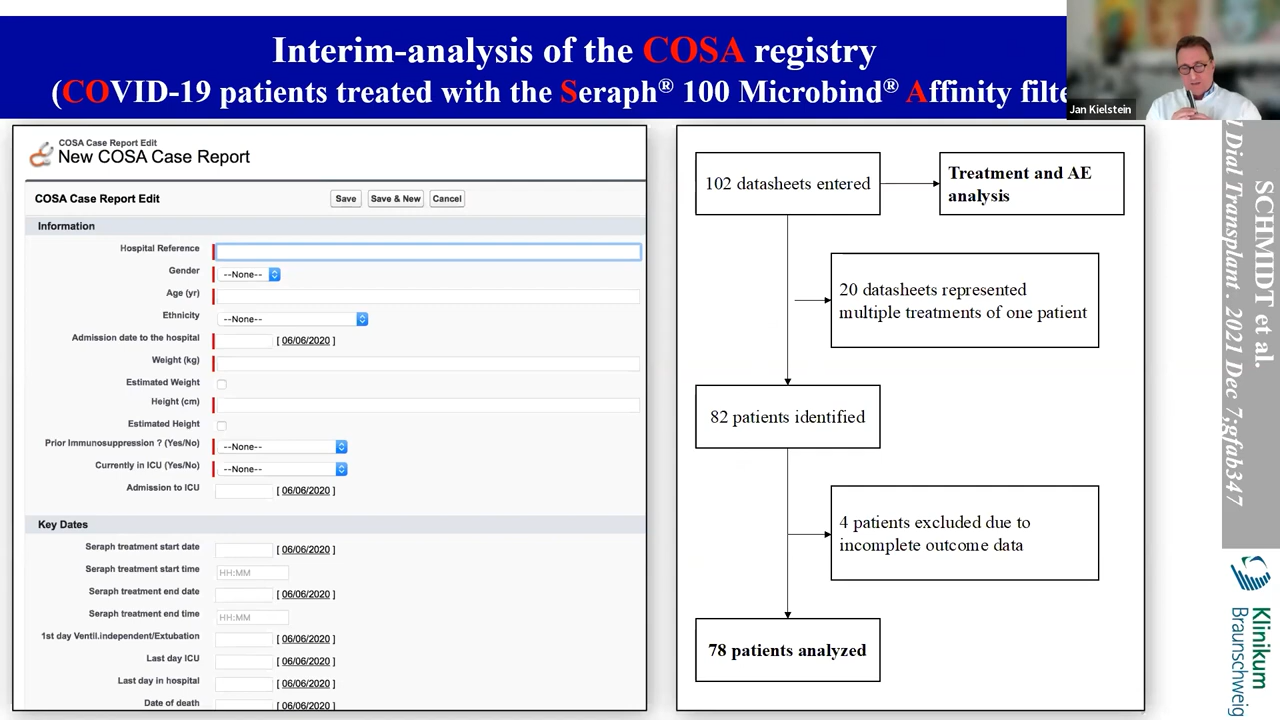 Interim-analysis of the COSA registry
(COVID-19 patients treated with the Seraph® 100 Microbind® Affinity filte
Jan Kielstein
COSA Case Report Edit
New COSA Case Report
COSA Case Report Edit
Save
Save & New
Cancel
Information
Hospital Reference
Gender
--None--
Age (yr)
Ethnicity
--None--
Admission date to the hospital
[ 06/06/2020 ]
Weight (kg)
Estimated Weight
Height (cm)
Estimated Height
Prior Immunosuppression ? (Yes/No)
--None--
Currently in ICU (Yes/No)
--None--
Admission to ICU
[ 06/06/2020 ]
Key Dates
Seraph treatment start date
[ 06/06/2020 ]
Seraph treatment start time
HH:MM
Seraph treatment end date
[ 06/06/2020 ]
Seraph treatment end time
HH:MM
1st day Ventil.independent/Extubation
[ 06/06/2020 ]
Last day ICU
[ 06/06/2020 ]
Last day in hospital
[ 06/06/2020 ]
Date of death
[ 06/06/2020 ]
102 datasheets entered
Treatment and AE
analysis
20 datasheets represented
multiple treatments of one patient
82 patients identified
4 patients excluded due to
incomplete outcome data
78 patients analyzed
SCHMIDT et al.
l Dial Transplant . 2021 Dec 7;gfab347
Klinikum
Braunschweig